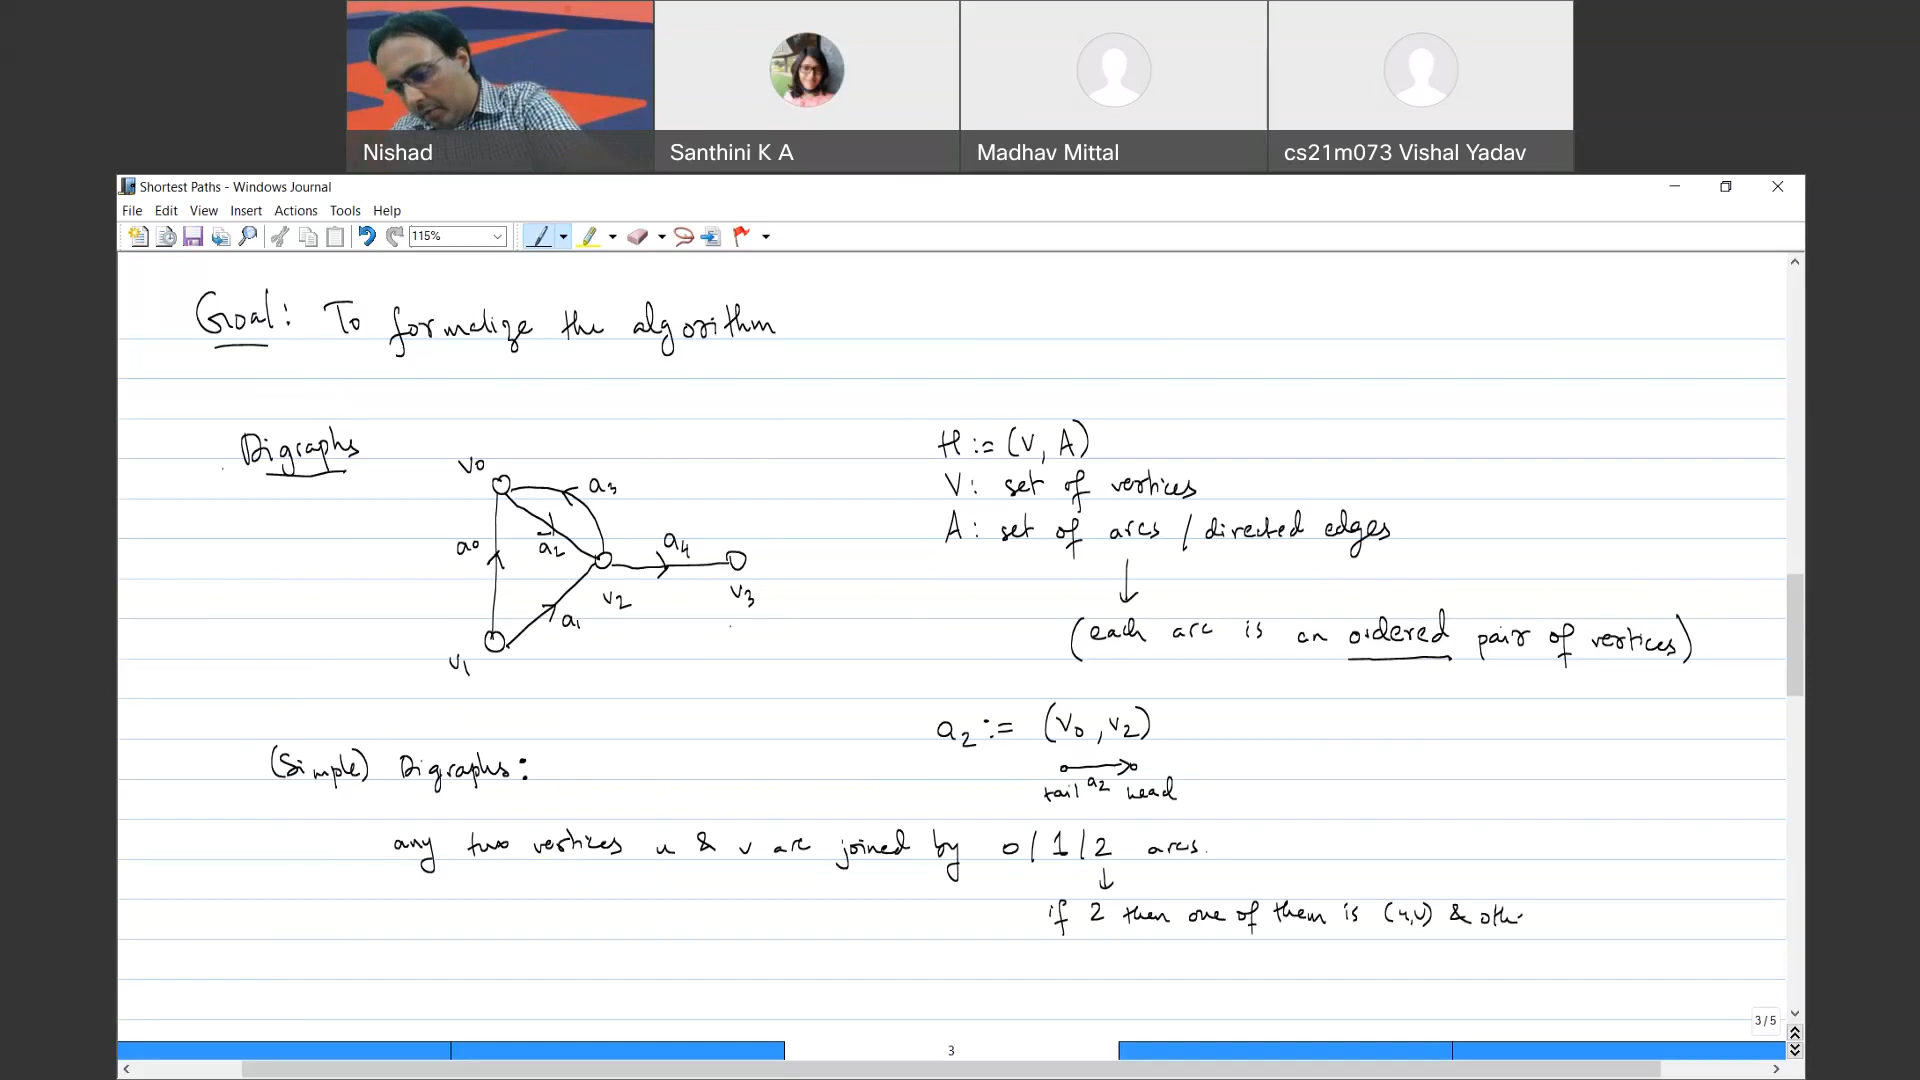 Nishad
Santhini K A
Madhav Mittal
cs21m073 Vishal Yadav
Shortest Paths - Windows Journal
File Edit View Insert Actions Tools Help
115%
Goal: To formalize the algorithm
Digraphs
v0
a3
a0
a2
a4
v2
v3
a1
v1
H := (V, A)
V: set of vertices
A: set of arcs / directed edges
(each arc is an ordered pair of vertices)
a2 := (v0, v2)
tail a2 head
(Simple) Digraphs:
any two vertices u & v are joined by 0/1/2 arcs.
if 2 then one of them is (u,v) & oth
3/5
3